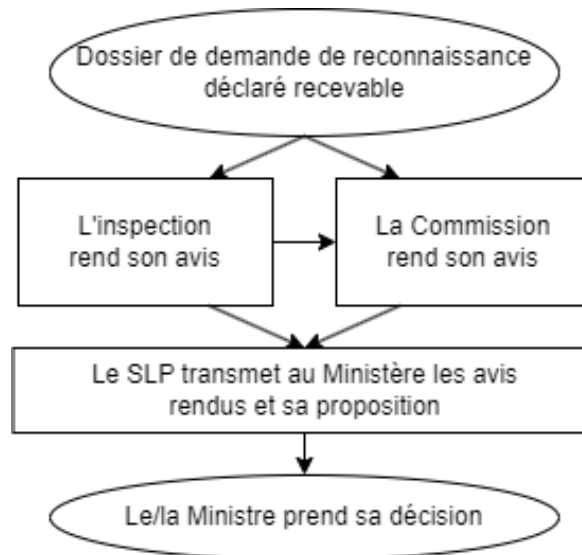 Dossier de demande de reconnaissance
déclaré recevable
L'inspection
rend son avis
La Commission
rend son avis
Le SLP transmet au Ministère les avis
rendus et sa proposition
Le/la Ministre prend sa décision